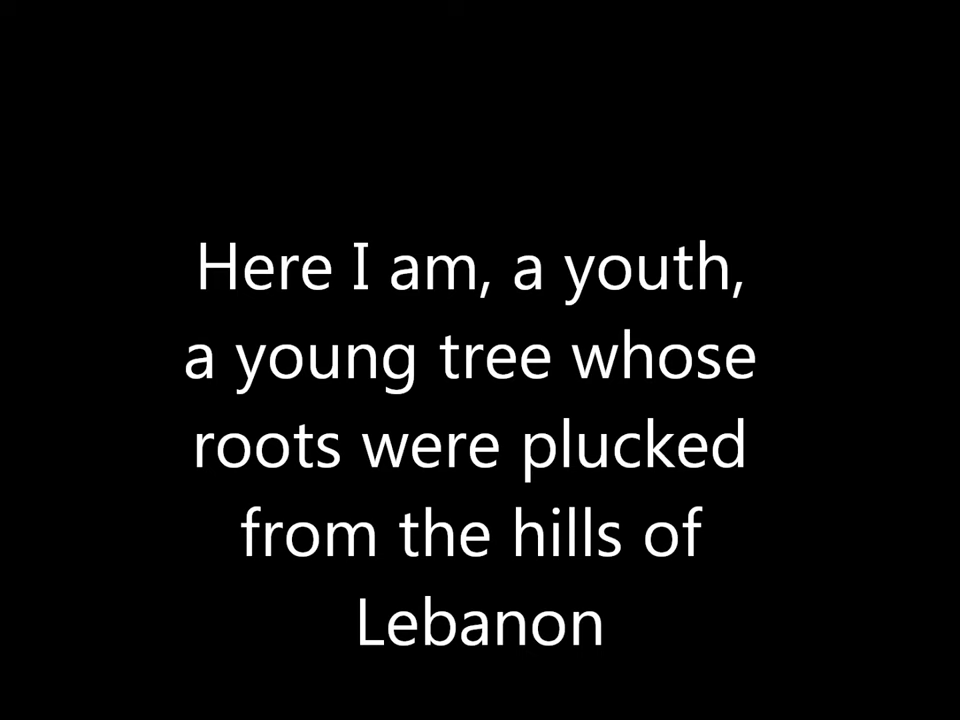 Here I am, a youth,
a young tree whose
roots were plucked
from the hills of
Lebanon